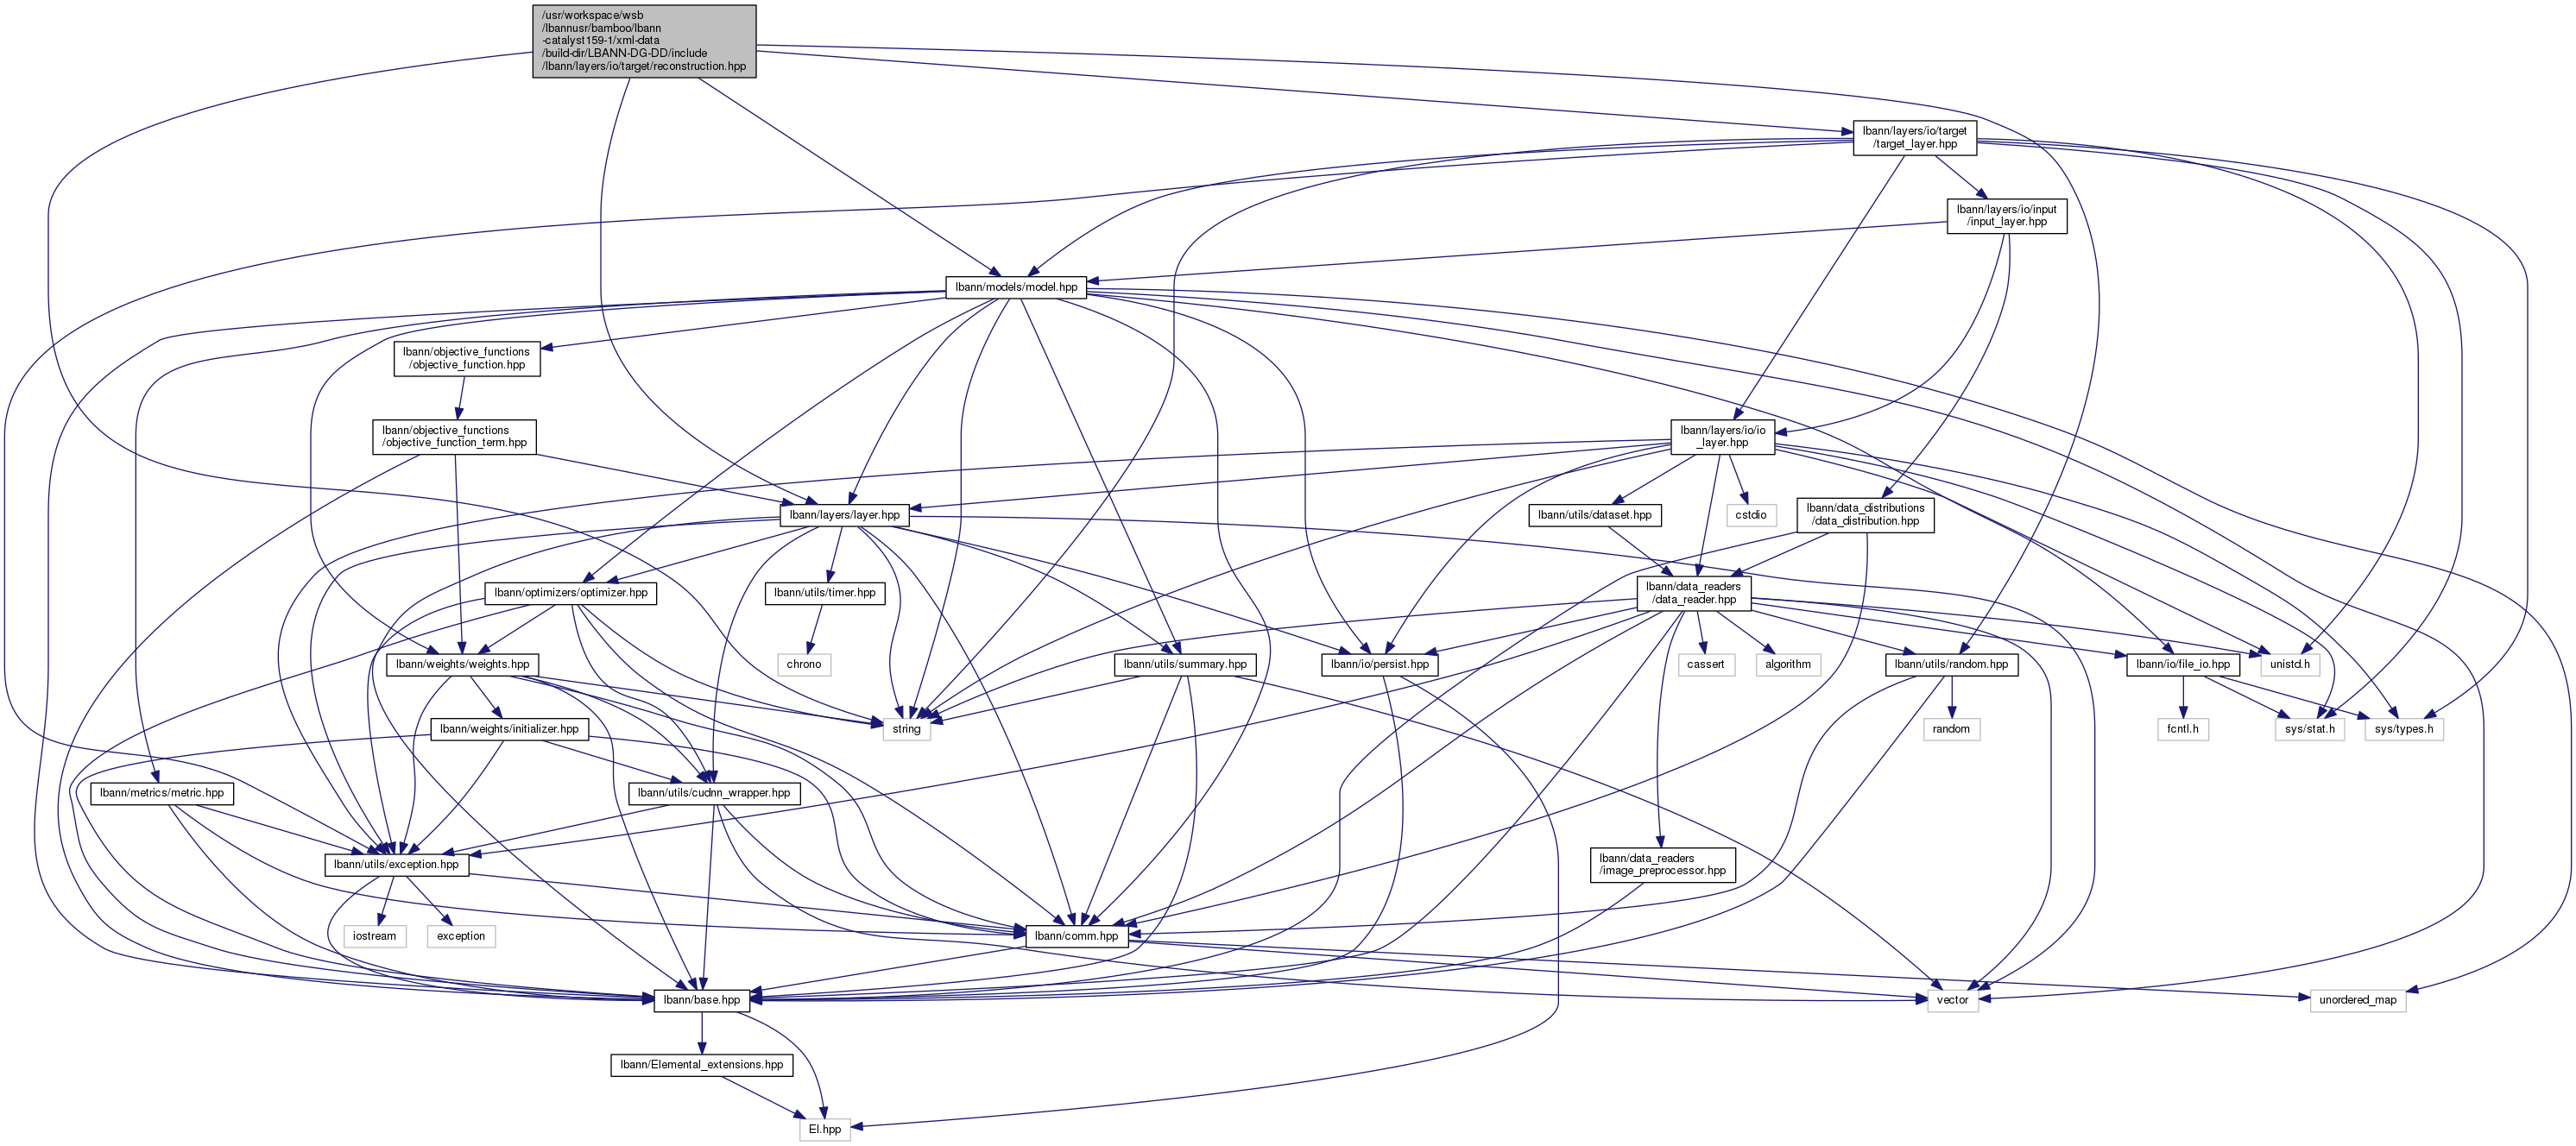 /usr/workspace/wsb
/lbannusr/bamboo/lbann
-catalyst159-1/xml-data
/build-dir/LBANN-DG-DD/include
/lbann/layers/io/target/reconstruction.hpp
lbann/layers/io/target
/target_layer.hpp
lbann/layers/io/input
/input_layer.hpp
lbann/models/model.hpp
lbann/objective_functions
/objective_function.hpp
lbann/objective_functions
/objective_function_term.hpp
lbann/layers/io/io
_layer.hpp
lbann/layers/layer.hpp
lbann/utils/dataset.hpp
cstdio
lbann/data_distributions
/data_distribution.hpp
lbann/optimizers/optimizer.hpp
lbann/utils/timer.hpp
lbann/data_readers
/data_reader.hpp
lbann/weights/weights.hpp
chrono
lbann/utils/summary.hpp
lbann/io/persist.hpp
cassert
algorithm
lbann/utils/random.hpp
lbann/io/file_io.hpp
unistd.h
lbann/weights/initializer.hpp
string
random
fcntl.h
sys/stat.h
sys/types.h
lbann/metrics/metric.hpp
lbann/utils/cudnn_wrapper.hpp
lbann/utils/exception.hpp
lbann/data_readers
/image_preprocessor.hpp
iostream
exception
lbann/comm.hpp
lbann/base.hpp
vector
unordered_map
lbann/Elemental_extensions.hpp
El.hpp